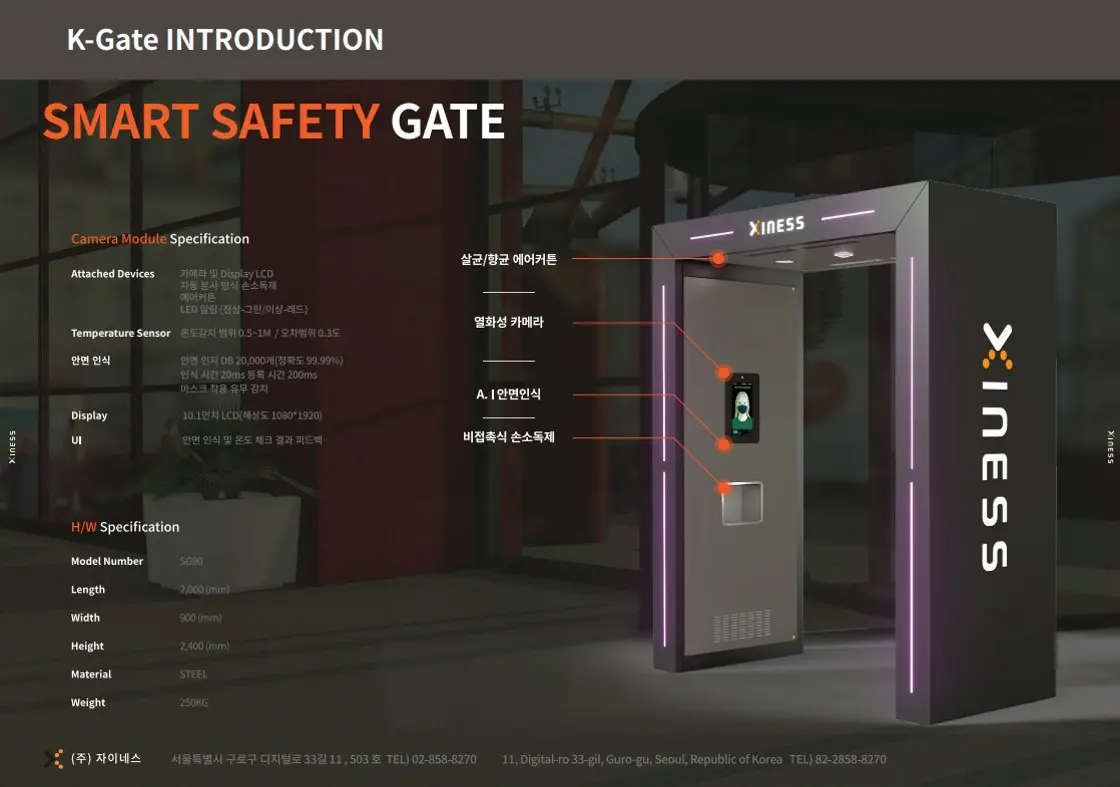 K-Gate INTRODUCTION
SMART SAFETY GATE
Camera Module Specification
Attached Devices 카메라 및 Display LCD
자동 분사 방식 손소독제
에어커튼
LED 알림 (정상-그린/이상-레드)
Temperature Sensor 온도감지 범위 0.5~1M / 오차범위 0.3도
안면 인식 안면 인지 DB 20,000개(정확도 99.99%)
인식 시간 20ms 등록 시간 200ms
마스크 착용 유무 감지
Display 10.1인치 LCD(해상도 1080*1920)
UI 안면 인식 및 온도 체크 결과 피드백
H/W Specification
Model Number SG90
Length 2,000 (mm)
Width 900 (mm)
Height 2,400 (mm)
Material STEEL
Weight 250KG
살균/향균 에어커튼
열화성 카메라
A. I 안면인식
비접촉식 손소독제
XINESS
XINESS
XINESS
XINESS
(주) 자이네스 서울특별시 구로구 디지털로 33길 11 , 503 호 TEL) 02-858-8270 11, Digital-ro 33-gil, Guro-gu, Seoul, Republic of Korea TEL) 82-2858-8270